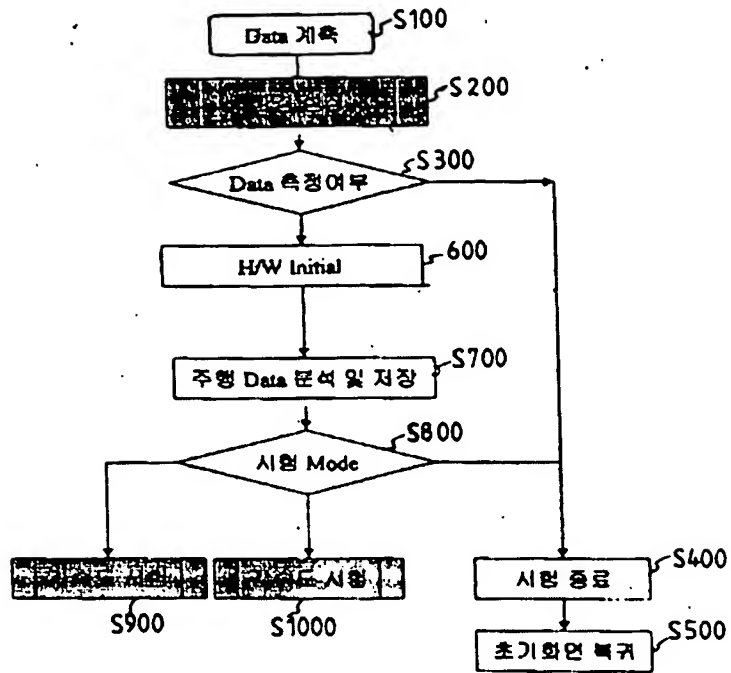 Data 계측
S100
S200
S300
Data 측정여부
H/W Initial
600
주행 Data 분석 및 저장
S700
S800
시험 Mode
시험
S900
S1000
시험 종료
S400
초기화면 복귀
S500